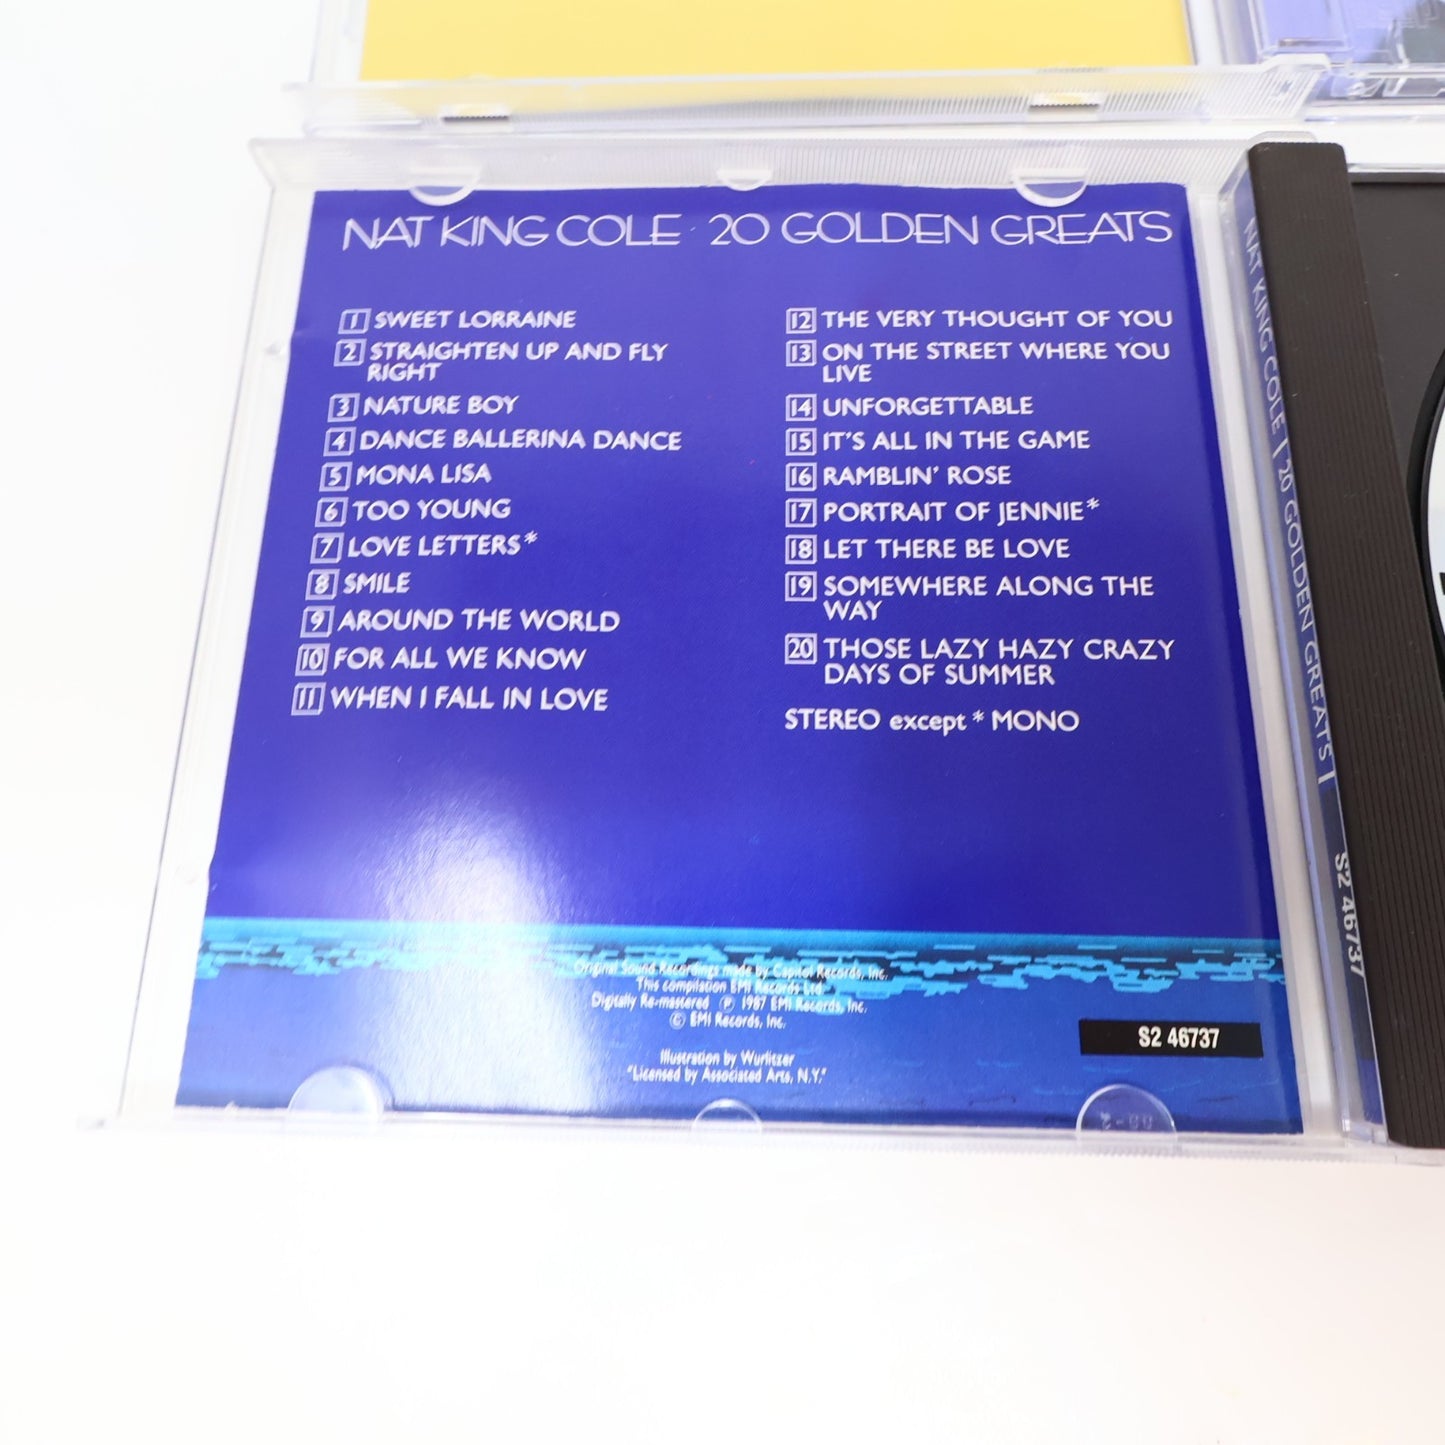 NAT KING COLE · 20 GOLDEN GREATS
1 SWEET LORRAINE
2 STRAIGHTEN UP AND FLY
RIGHT
3 NATURE BOY
4 DANCE BALLERINA DANCE
5 MONA LISA
6 TOO YOUNG
7 LOVE LETTERS*
8 SMILE
9 AROUND THE WORLD
10 FOR ALL WE KNOW
11 WHEN I FALL IN LOVE
12 THE VERY THOUGHT OF YOU
13 ON THE STREET WHERE YOU
LIVE
14 UNFORGETTABLE
15 IT'S ALL IN THE GAME
16 RAMBLIN' ROSE
17 PORTRAIT OF JENNIE*
18 LET THERE BE LOVE
19 SOMEWHERE ALONG THE
WAY
20 THOSE LAZY HAZY CRAZY
DAYS OF SUMMER
STEREO except * MONO
Original Sound Recordings made by Capitol Records, Inc.
This compilation EMI Records Ltd.
Digitally Re-mastered ℗ 1987 EMI Records, Inc.
© EMI Records, Inc.
Illustration by Wurlitzer
"Licensed by Associated Arts, N.Y."
S2 46737
NAT KING COLE | 20 GOLDEN GREATS |
S2 46737